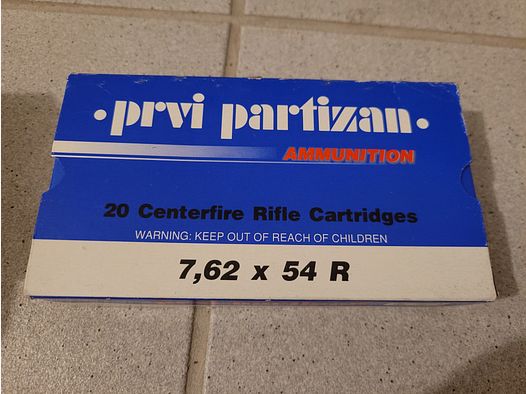 •prvi partizan•
AMMUNITION
20 Centerfire Rifle Cartridges
WARNING: KEEP OUT OF REACH OF CHILDREN
7,62 x 54 R